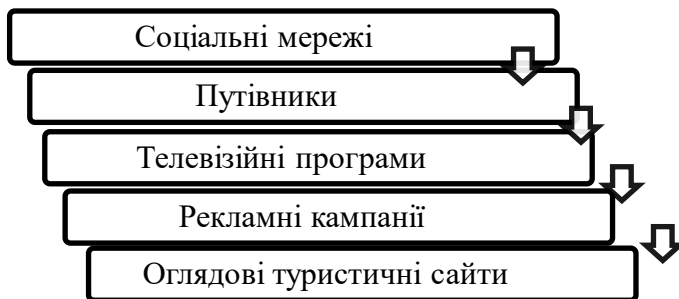 Соціальні мережі
Путівники
Телевізійні програми
Рекламні кампанії
Оглядові туристичні сайти